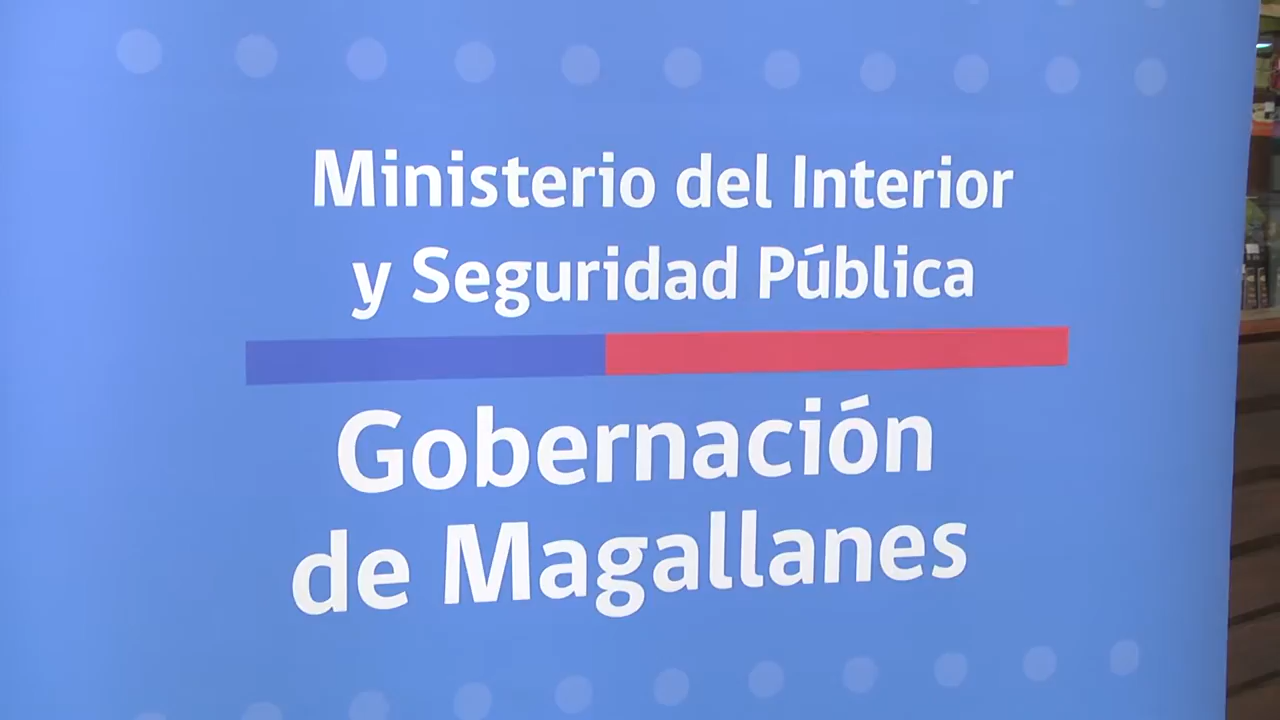 Ministerio del Interior
y Seguridad Pública
Gobernación
de Magallanes